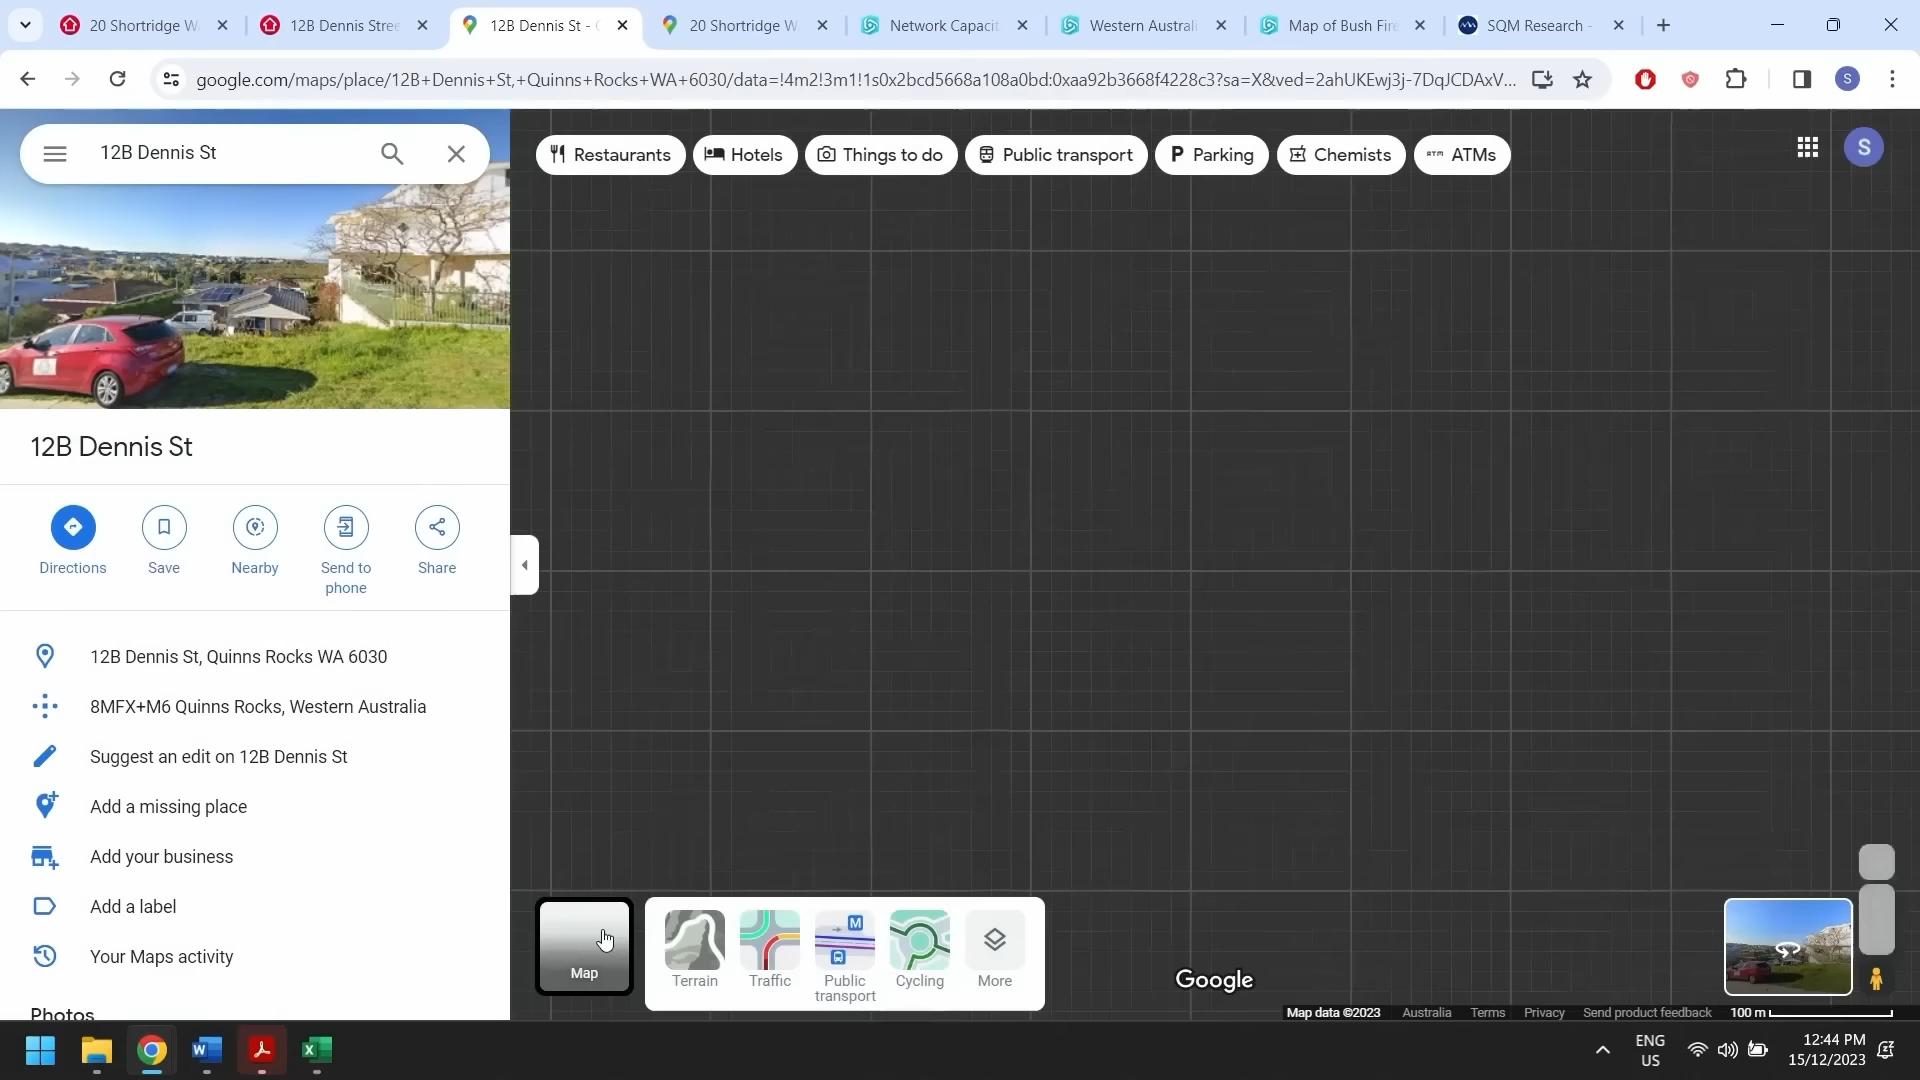 20 Shortridge W
12B Dennis Stree
12B Dennis St - G
20 Shortridge W
Network Capacit
Western Australi
Map of Bush Fire
SQM Research -
google.com/maps/place/12B+Dennis+St,+Quinns+Rocks+WA+6030/data=!4m2!3m1!1s0x2bcd5668a108a0bd:0xaa92b3668f4228c3?sa=X&ved=2ahUKEwj3j-7DqJCDAxV...
S
12B Dennis St
Restaurants
Hotels
Things to do
Public transport
P Parking
Chemists
ATM ATMs
S
12B Dennis St
Directions
Save
Nearby
Send to
phone
Share
12B Dennis St, Quinns Rocks WA 6030
8MFX+M6 Quinns Rocks, Western Australia
Suggest an edit on 12B Dennis St
Add a missing place
Add your business
Add a label
Your Maps activity
Photos
Map
Terrain
Traffic
M
Public
transport
Cycling
More
Google
Map data ©2023
Australia
Terms
Privacy
Send product feedback
100 m
ENG
US
12:44 PM
15/12/2023